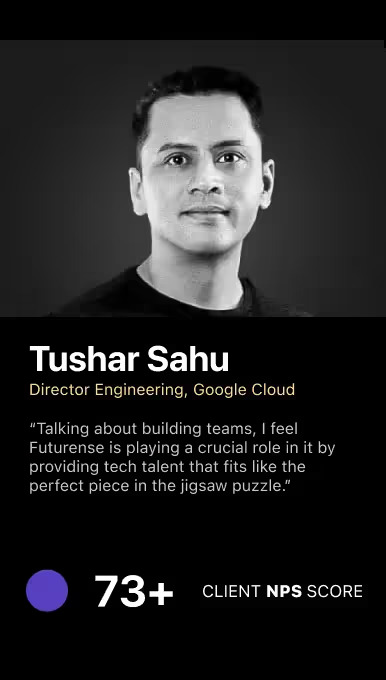 Tushar Sahu
Director Engineering, Google Cloud
“Talking about building teams, I feel
Futurense is playing a crucial role in it by
providing tech talent that fits like the
perfect piece in the jigsaw puzzle.”
73+ CLIENT NPS SCORE